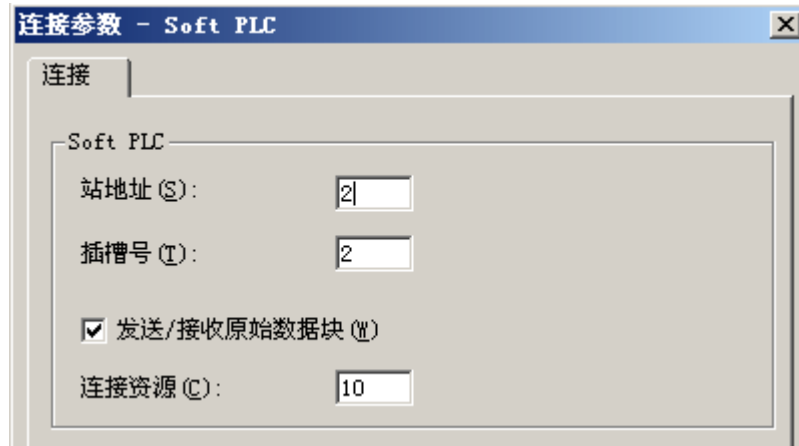 连接参数 - Soft PLC
连接
Soft PLC
站地址(S): 2
插槽号(T): 2
发送/接收原始数据块(W)
连接资源(C): 10